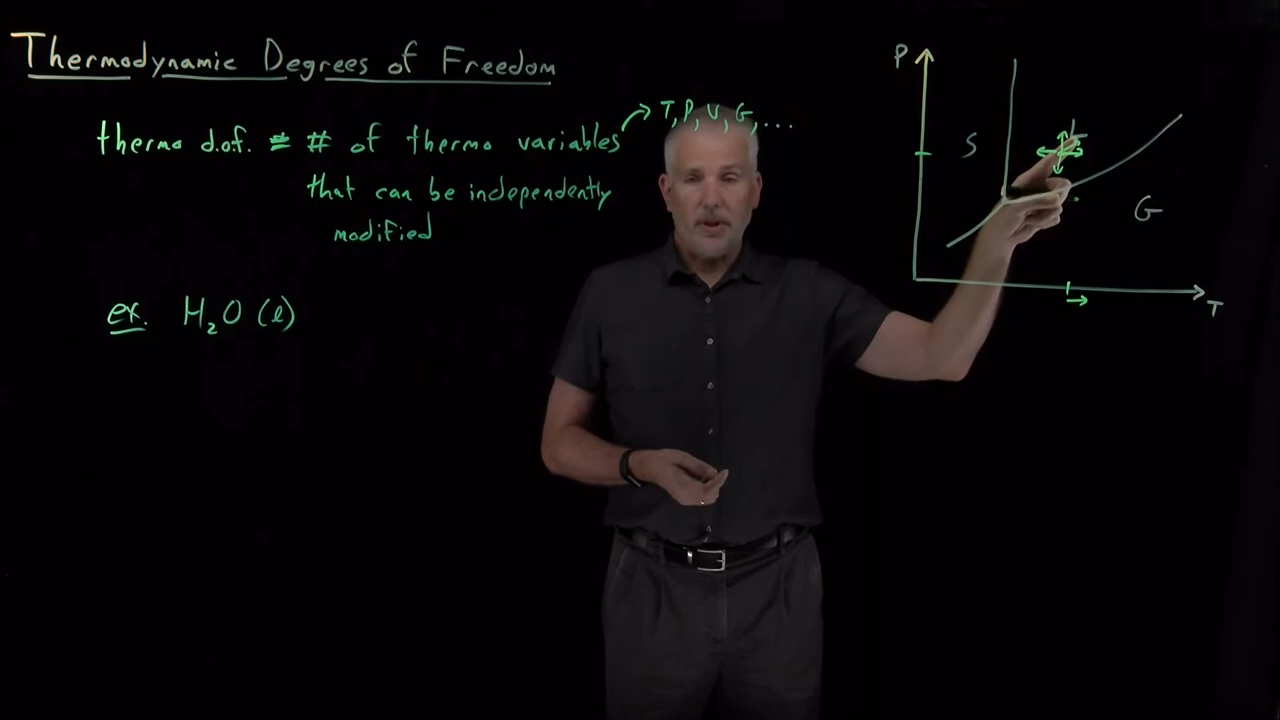 Thermodynamic Degrees of Freedom
thermo d.o.f. = # of thermo variables → T, P, V, G, ...
that can be independently
modified
ex. H₂O (l)
P
S
L
G
T